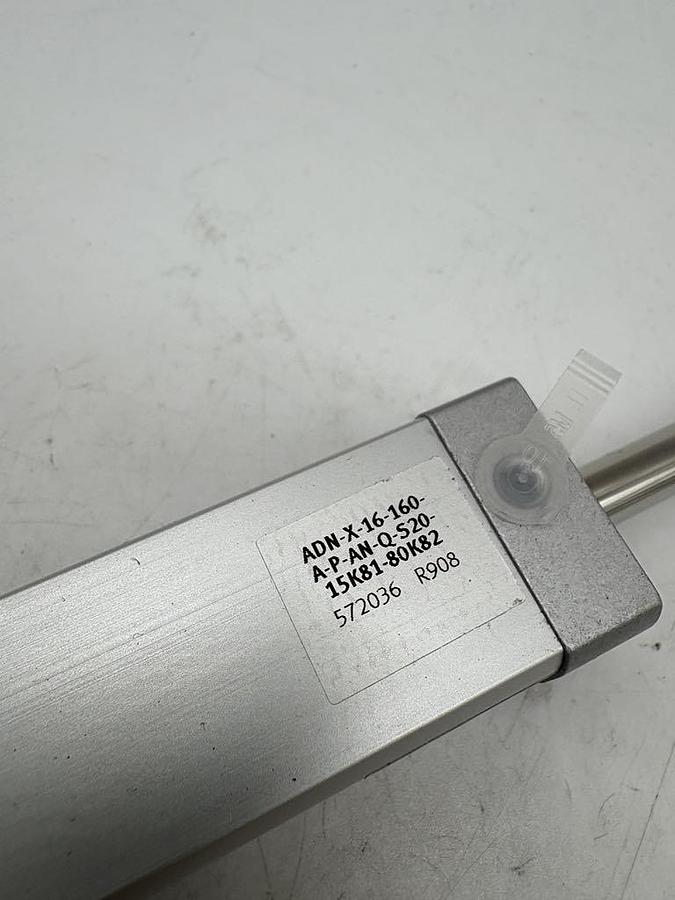 ADN-X-16-160-
A-P-AN-Q-S20-
15K81-80K82
572036 R908